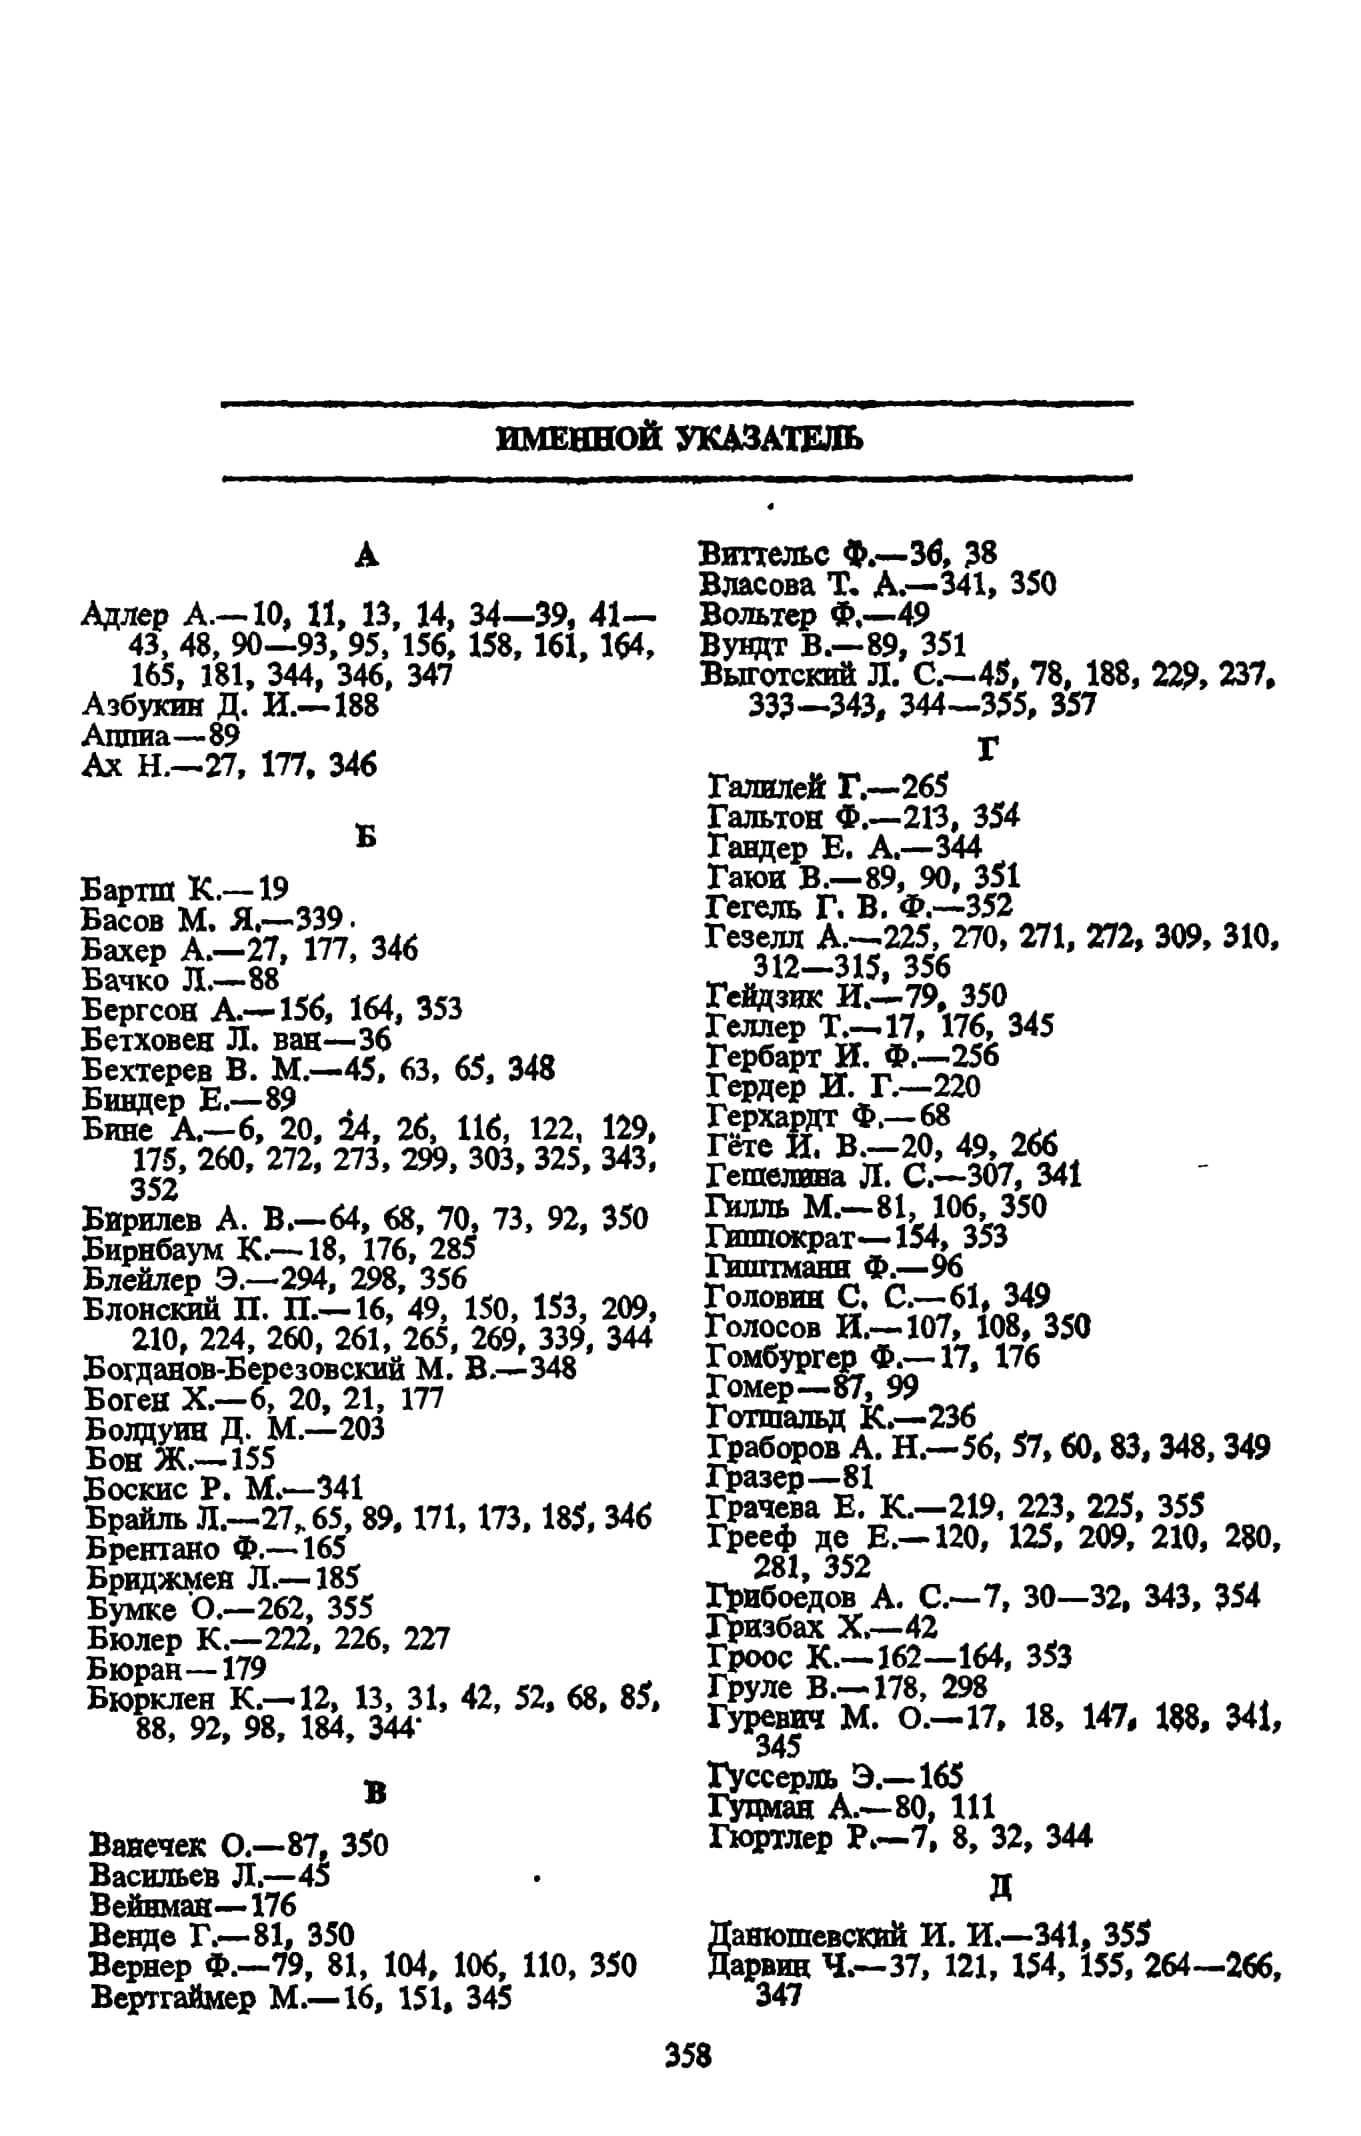 ИМЕННОЙ УКАЗАТЕЛЬ
А
Адлер А.—10, 11, 13, 14, 34—39, 41—
43, 48, 90—93, 95, 156, 158, 161, 164,
165, 181, 344, 346, 347
Азбукин Д. И.—188
Аппиа—89
Ах Н.—27, 177, 346
Б
Бартш К.—19
Басов М. Я.—339
Бахер А.—27, 177, 346
Бачко Л.—88
Бергсон А.—156, 164, 353
Бетховен Л. ван—36
Бехтерев В. М.—45, 63, 65, 348
Биндер Е.—89
Бине А.—6, 20, 24, 26, 116, 122, 129,
175, 260, 272, 273, 299, 303, 325, 343,
352
Бирилев А. В.—64, 68, 70, 73, 92, 350
Бирнбаум К.—18, 176, 285
Блейлер Э.—294, 298, 356
Блонский П. П.—16, 49, 150, 153, 209,
210, 224, 260, 261, 265, 269, 339, 344
Богданов-Березовский М. В.—348
Боген Х.—6, 20, 21, 177
Болдуин Д. М.—203
Бон Ж.—155
Боскис Р. М.—341
Брайль Л.—27, 65, 89, 171, 173, 185, 346
Брентано Ф.—165
Бриджмен Л.—185
Бумке О.—262, 355
Бюлер К.—222, 226, 227
Бюран—179
Бюрклен К.—12, 13, 31, 42, 52, 68, 85,
88, 92, 98, 184, 344
В
Ванечек О.—87, 350
Васильев Л.—45
Вейнман—176
Венде Г.—81, 350
Вернер Ф.—79, 81, 104, 106, 110, 350
Вертгаймер М.—16, 151, 345
Виттельс Ф.—36, 38
Власова Т. А.—341, 350
Вольтер Ф.—49
Вундт В.—89, 351
Выготский Л. С.—45, 78, 188, 229, 237,
333—343, 344—355, 357
Г
Галилей Г.—265
Гальтон Ф.—213, 354
Гандер Е. А.—344
Гаюи В.—89, 90, 351
Гегель Г. В. Ф.—352
Гезелл А.—225, 270, 271, 272, 309, 310,
312—315, 356
Гейдзик И.—79, 350
Геллер Т.—17, 176, 345
Гербарт И. Ф.—256
Гердер И. Г.—220
Герхардт Ф.—68
Гёте И. В.—20, 49, 266
Гешелина Л. С.—307, 341
Гилль М.—81, 106, 350
Гиппократ—154, 353
Гиштманн Ф.—96
Головин С. С.—61, 349
Голосов И.—107, 108, 350
Гомбургер Ф.—17, 176
Гомер—87, 99
Готшальд К.—236
Граборов А. Н.—56, 57, 60, 83, 348, 349
Гразер—81
Грачева Е. К.—219, 223, 225, 355
Грееф де Е.—120, 125, 209, 210, 280,
281, 352
Грибоедов А. С.—7, 30—32, 343, 354
Гризбах Х.—42
Гроос К.—162—164, 353
Груле В.—178, 298
Гуревич М. О.—17, 18, 147, 188, 341,
345
Гуссерль Э.—165
Гуцман А.—80, 111
Гюртлер Р.—7, 8, 32, 344
Д
Данюшевский И. И.—341, 355
Дарвин Ч.—37, 121, 154, 155, 264—266,
347
358